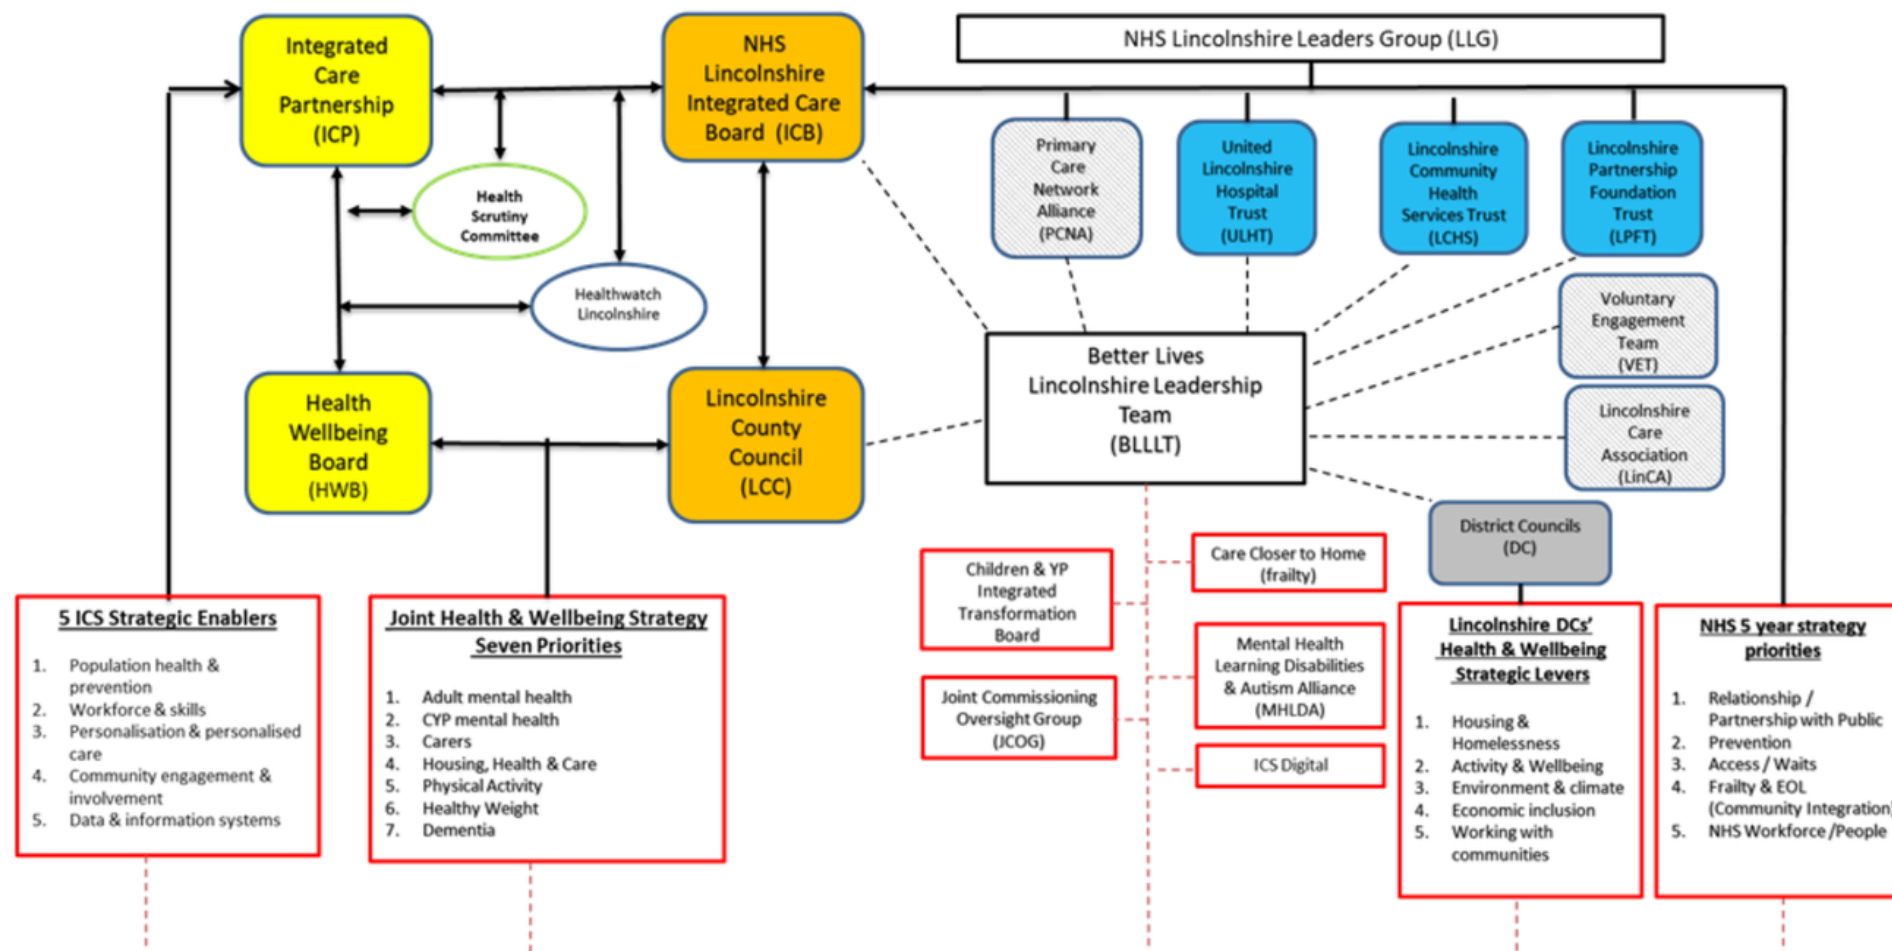 Integrated
Care
Partnership
(ICP)
NHS
Lincolnshire
Integrated Care
Board (ICB)
NHS Lincolnshire Leaders Group (LLG)
Primary
Care
Network
Alliance
(PCNA)
United
Lincolnshire
Hospital
Trust
(ULHT)
Lincolnshire
Community
Health
Services Trust
(LCHS)
Lincolnshire
Partnership
Foundation
Trust
(LPFT)
Health
Scrutiny
Committee
Healthwatch
Lincolnshire
Voluntary
Engagement
Team
(VET)
Health
Wellbeing
Board
(HWB)
Lincolnshire
County
Council
(LCC)
Better Lives
Lincolnshire Leadership
Team
(BLLLT)
Lincolnshire
Care
Association
(LinCA)
District Councils
(DC)
5 ICS Strategic Enablers
1. Population health &
prevention
2. Workforce & skills
3. Personalisation & personalised
care
4. Community engagement &
involvement
5. Data & information systems
Joint Health & Wellbeing Strategy
Seven Priorities
1. Adult mental health
2. CYP mental health
3. Carers
4. Housing, Health & Care
5. Physical Activity
6. Healthy Weight
7. Dementia
Children & YP
Integrated
Transformation
Board
Joint Commissioning
Oversight Group
(JCOG)
Care Closer to Home
(frailty)
Mental Health
Learning Disabilities
& Autism Alliance
(MHLDA)
ICS Digital
Lincolnshire DCs'
Health & Wellbeing
Strategic Levers
1. Housing &
Homelessness
2. Activity & Wellbeing
3. Environment & climate
4. Economic inclusion
5. Working with
communities
NHS 5 year strategy
priorities
1. Relationship /
Partnership with Public
2. Prevention
3. Access / Waits
4. Frailty & EOL
(Community Integration)
5. NHS Workforce /People